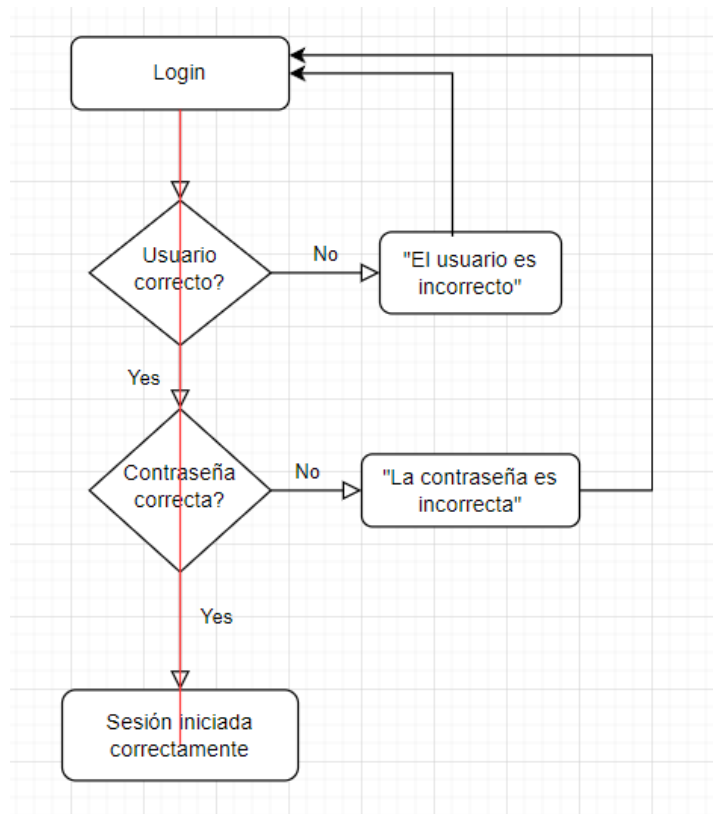 Login
Usuario
correcto?
No
"El usuario es
incorrecto"
Yes
Contraseña
correcta?
No
"La contraseña es
incorrecta"
Yes
Sesión iniciada
correctamente